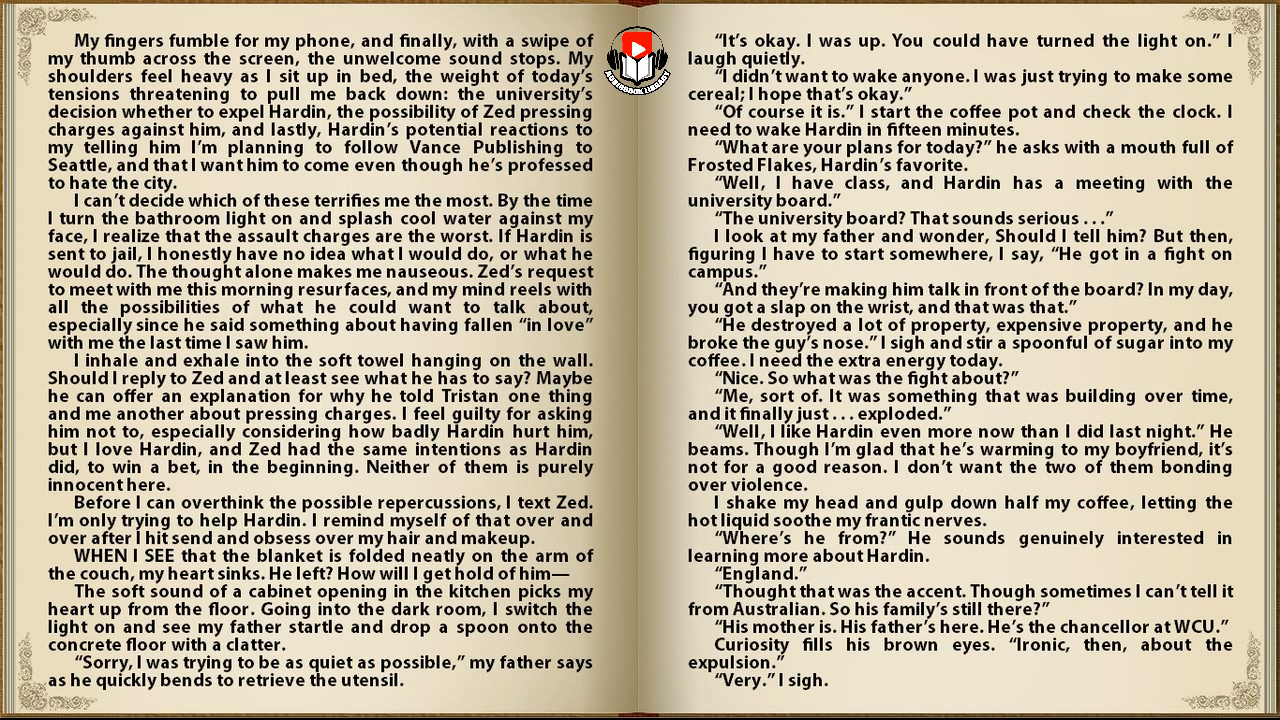 My fingers fumble for my phone, and finally, with a swipe of
my thumb across the screen, the unwelcome sound stops. My
shoulders feel heavy as I sit up in bed, the weight of today’s
tensions threatening to pull me back down: the university’s
decision whether to expel Hardin, the possibility of Zed pressing
charges against him, and lastly, Hardin’s potential reactions to
my telling him I’m planning to follow Vance Publishing to
Seattle, and that I want him to come even though he’s professed
to hate the city.
I can’t decide which of these terrifies me the most. By the time
I turn the bathroom light on and splash cool water against my
face, I realize that the assault charges are the worst. If Hardin is
sent to jail, I honestly have no idea what I would do, or what he
would do. The thought alone makes me nauseous. Zed’s request
to meet with me this morning resurfaces, and my mind reels with
all the possibilities of what he could want to talk about,
especially since he said something about having fallen “in love”
with me the last time I saw him.
I inhale and exhale into the soft towel hanging on the wall.
Should I reply to Zed and at least see what he has to say? Maybe
he can offer an explanation for why he told Tristan one thing
and me another about pressing charges. I feel guilty for asking
him not to, especially considering how badly Hardin hurt him,
but I love Hardin, and Zed had the same intentions as Hardin
did, to win a bet, in the beginning. Neither of them is purely
innocent here.
Before I can overthink the possible repercussions, I text Zed.
I’m only trying to help Hardin. I remind myself of that over and
over after I hit send and obsess over my hair and makeup.
WHEN I SEE that the blanket is folded neatly on the arm of
the couch, my heart sinks. He left? How will I get hold of him—
The soft sound of a cabinet opening in the kitchen picks my
heart up from the floor. Going into the dark room, I switch the
light on and see my father startle and drop a spoon onto the
concrete floor with a clatter.
“Sorry, I was trying to be as quiet as possible,” my father says
as he quickly bends to retrieve the utensil.
AUDIOBOOK LIBRARY
“It’s okay. I was up. You could have turned the light on.” I
laugh quietly.
“I didn’t want to wake anyone. I was just trying to make some
cereal; I hope that’s okay.”
“Of course it is.” I start the coffee pot and check the clock. I
need to wake Hardin in fifteen minutes.
“What are your plans for today?” he asks with a mouth full of
Frosted Flakes, Hardin’s favorite.
“Well, I have class, and Hardin has a meeting with the
university board.”
“The university board? That sounds serious . . .”
I look at my father and wonder, Should I tell him? But then,
figuring I have to start somewhere, I say, “He got in a fight on
campus.”
“And they’re making him talk in front of the board? In my day,
you got a slap on the wrist, and that was that.”
“He destroyed a lot of property, expensive property, and he
broke the guy’s nose.” I sigh and stir a spoonful of sugar into my
coffee. I need the extra energy today.
“Nice. So what was the fight about?”
“Me, sort of. It was something that was building over time,
and it finally just . . . exploded.”
“Well, I like Hardin even more now than I did last night.” He
beams. Though I’m glad that he’s warming to my boyfriend, it’s
not for a good reason. I don’t want the two of them bonding
over violence.
I shake my head and gulp down half my coffee, letting the
hot liquid soothe my frantic nerves.
“Where’s he from?” He sounds genuinely interested in
learning more about Hardin.
“England.”
“Thought that was the accent. Though sometimes I can’t tell it
from Australian. So his family’s still there?”
“His mother is. His father’s here. He’s the chancellor at WCU.”
Curiosity fills his brown eyes. “Ironic, then, about the
expulsion.”
“Very.” I sigh.